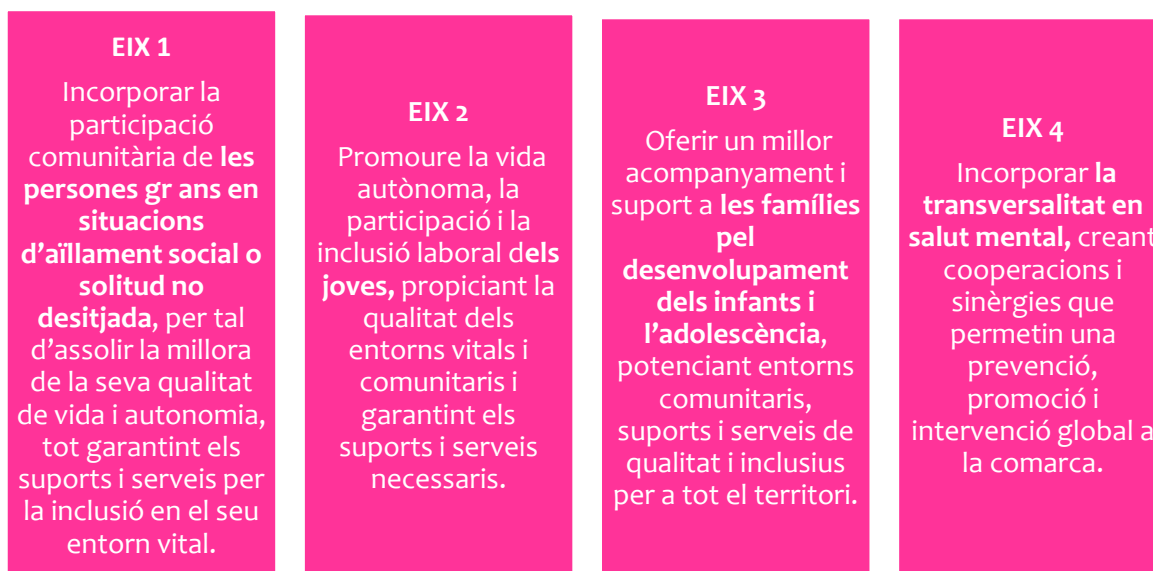 EIX 1
Incorporar la
participació
comunitària de les
persones gr ans en
situacions
d'aïllament social o
solitud no
desitjada, per tal
d'assolir la millora
de la seva qualitat
de vida i autonomia,
tot garantint els
suports i serveis per
la inclusió en el seu
entorn vital.
EIX 2
Promoure la vida
autònoma, la
participació i la
inclusió laboral dels
joves, propiciant la
qualitat dels
entorns vitals i
comunitaris i
garantint els
suports i serveis
necessaris.
EIX 3
Oferir un millor
acompanyament i
suport a les famílies
pel
desenvolupament
dels infants i
l'adolescència,
potenciant entorns
comunitaris,
suports i serveis de
qualitat i inclusius
per a tot el territori.
EIX 4
Incorporar la
transversalitat en
salut mental, creant
cooperacions i
sinèrgies que
permetin una
prevenció,
promoció i
intervenció global a
la comarca.